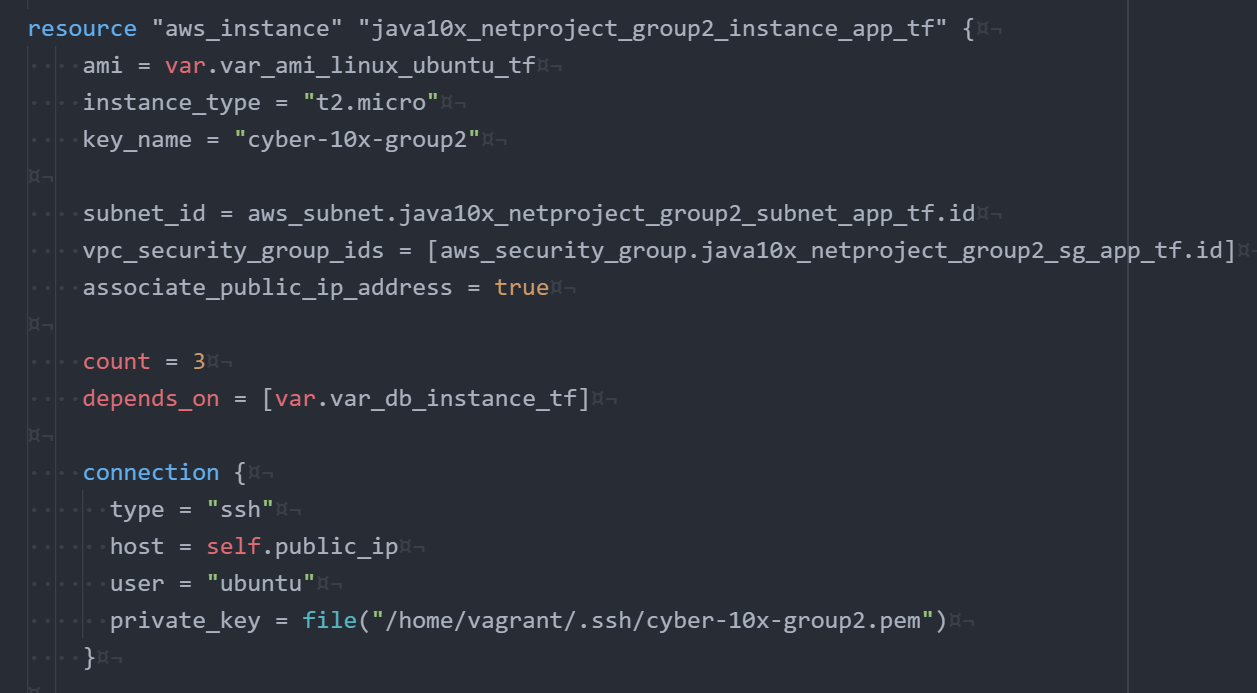 resource "aws_instance" "java10x_netproject_group2_instance_app_tf" {
    ami = var.var_ami_linux_ubuntu_tf
    instance_type = "t2.micro"
    key_name = "cyber-10x-group2"

    subnet_id = aws_subnet.java10x_netproject_group2_subnet_app_tf.id
    vpc_security_group_ids = [aws_security_group.java10x_netproject_group2_sg_app_tf.id]
    associate_public_ip_address = true

    count = 3
    depends_on = [var.var_db_instance_tf]

    connection {
      type = "ssh"
      host = self.public_ip
      user = "ubuntu"
      private_key = file("/home/vagrant/.ssh/cyber-10x-group2.pem")
    }